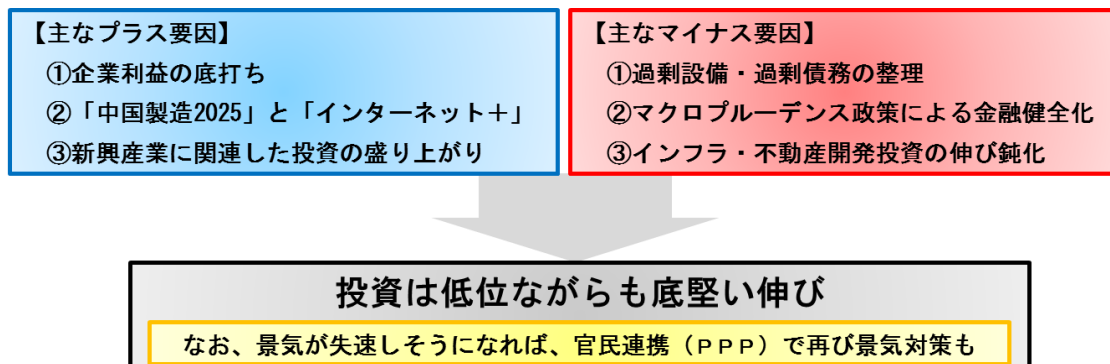 【主なプラス要因】
①企業利益の底打ち
②「中国製造2025」と「インターネット＋」
③新興産業に関連した投資の盛り上がり
【主なマイナス要因】
①過剰設備・過剰債務の整理
②マクロプルーデンス政策による金融健全化
③インフラ・不動産開発投資の伸び鈍化
投資は低位ながらも底堅い伸び
なお、景気が失速しそうになれば、官民連携（ＰＰＰ）で再び景気対策も